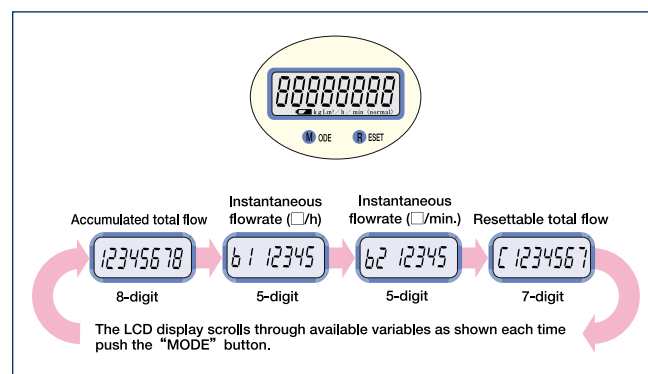 88888888
kg L m³/h/min (normal)
M ODE R ESET
Accumulated total flow
Instantaneous
flowrate (□/h)
Instantaneous
flowrate (□/min.)
Resettable total flow
12345678
b1 12345
b2 12345
C 1234567
8-digit
5-digit
5-digit
7-digit
The LCD display scrolls through available variables as shown each time
push the “MODE” button.